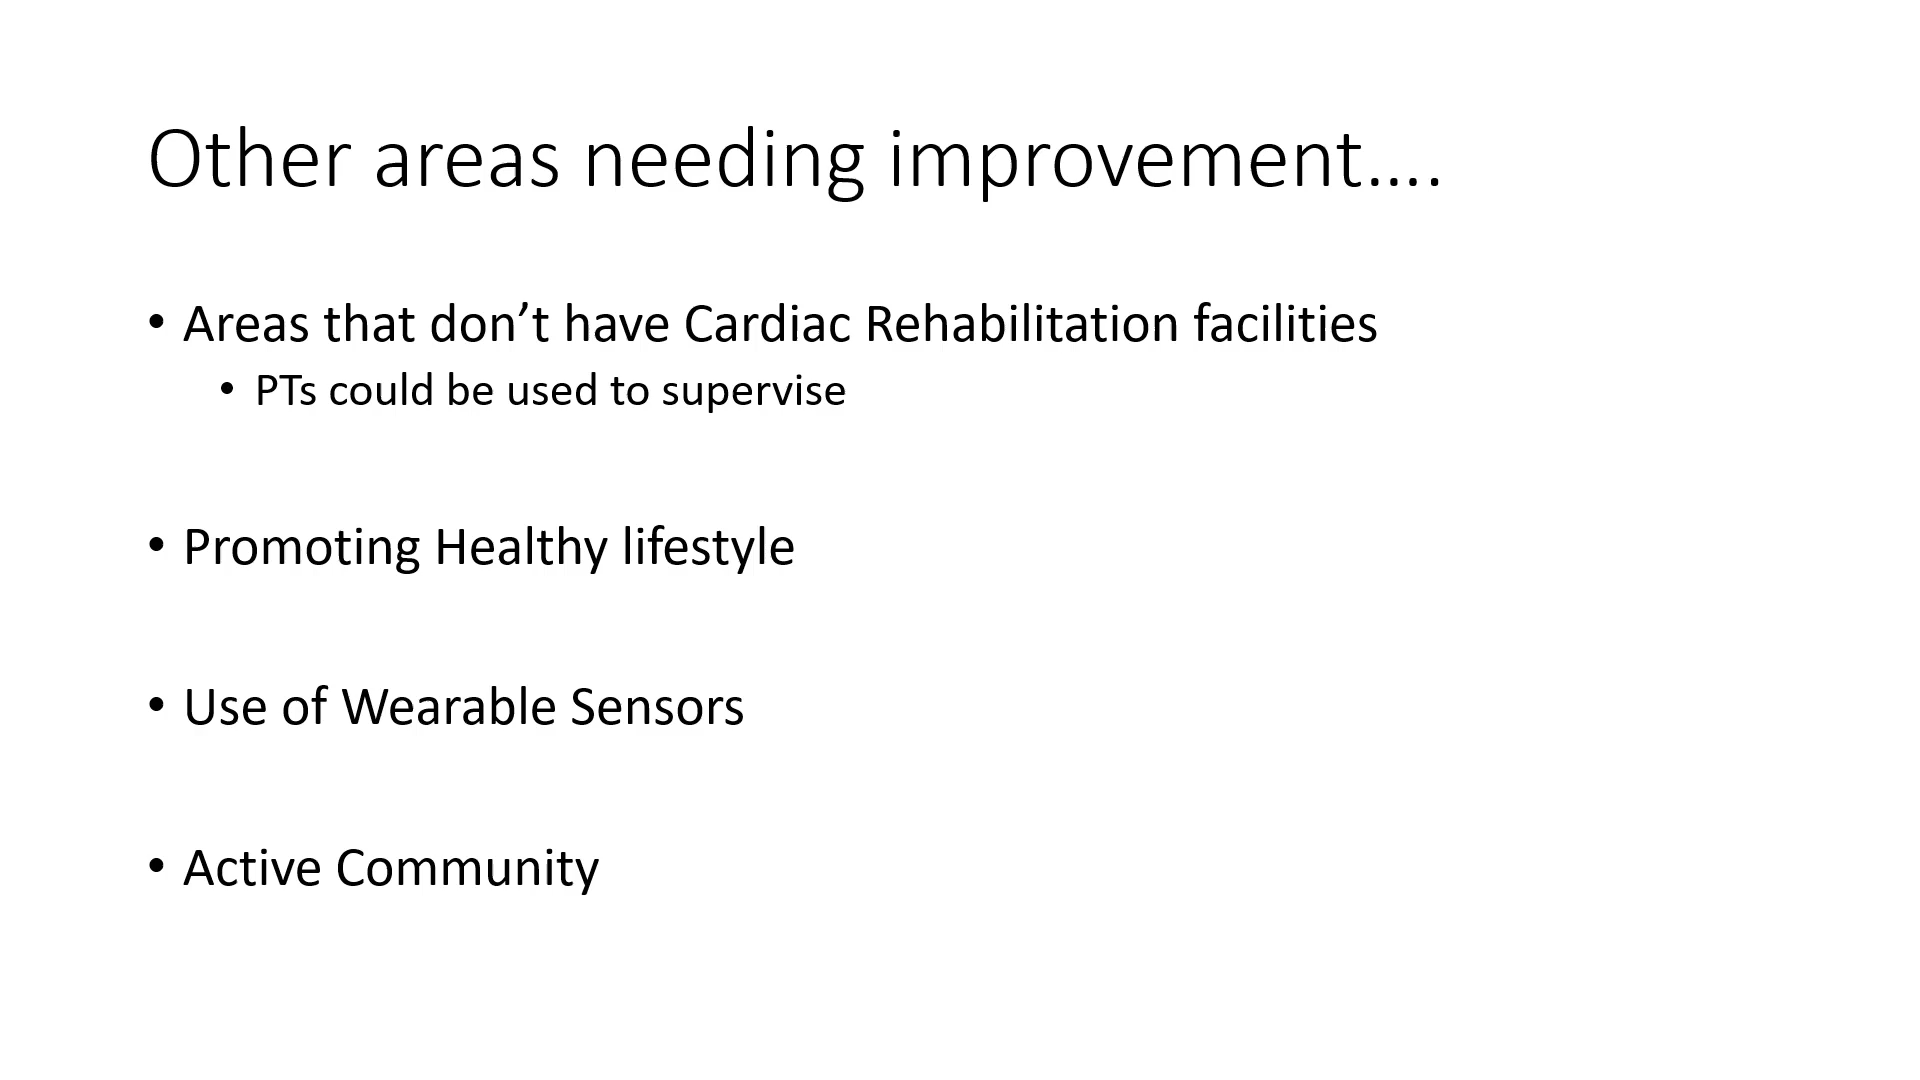 Other areas needing improvement....
• Areas that don’t have Cardiac Rehabilitation facilities
• PTs could be used to supervise
• Promoting Healthy lifestyle
• Use of Wearable Sensors
• Active Community